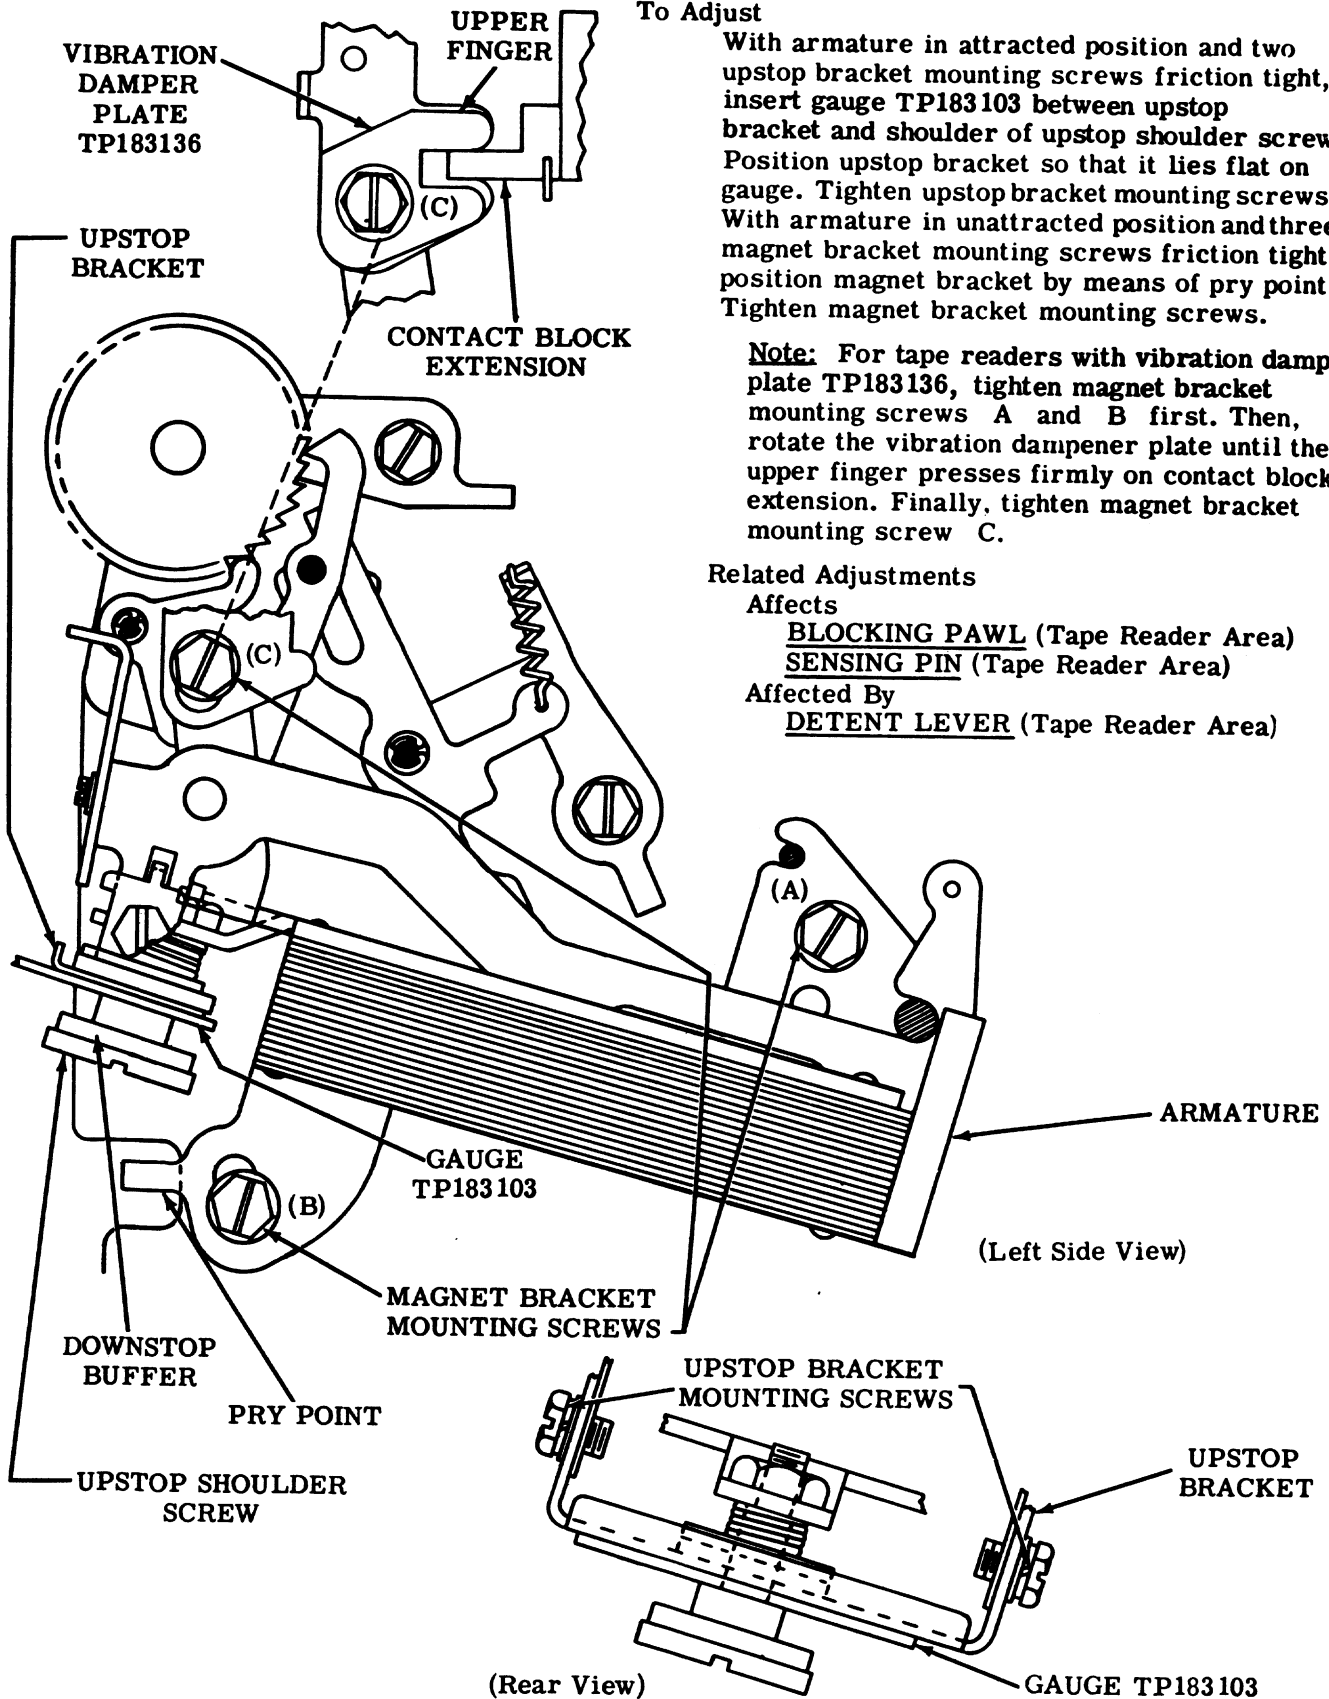 To Adjust
With armature in attracted position and two
upstop bracket mounting screws friction tight,
insert gauge TP183103 between upstop
bracket and shoulder of upstop shoulder screw
Position upstop bracket so that it lies flat on
gauge. Tighten upstop bracket mounting screws
With armature in unattracted position and three
magnet bracket mounting screws friction tight
position magnet bracket by means of pry point
Tighten magnet bracket mounting screws.
Note: For tape readers with vibration damp
plate TP183136, tighten magnet bracket
mounting screws A and B first. Then,
rotate the vibration dampener plate until the
upper finger presses firmly on contact block
extension. Finally, tighten magnet bracket
mounting screw C.
Related Adjustments
Affects
BLOCKING PAWL (Tape Reader Area)
SENSING PIN (Tape Reader Area)
Affected By
DETENT LEVER (Tape Reader Area)
UPPER
FINGER
VIBRATION
DAMPER
PLATE
TP183136
(C)
UPSTOP
BRACKET
CONTACT BLOCK
EXTENSION
(C)
(A)
ARMATURE
GAUGE
TP183103
(B)
(Left Side View)
MAGNET BRACKET
MOUNTING SCREWS
DOWNSTOP
BUFFER
PRY POINT
UPSTOP SHOULDER
SCREW
UPSTOP BRACKET
MOUNTING SCREWS
UPSTOP
BRACKET
(Rear View)
GAUGE TP183103